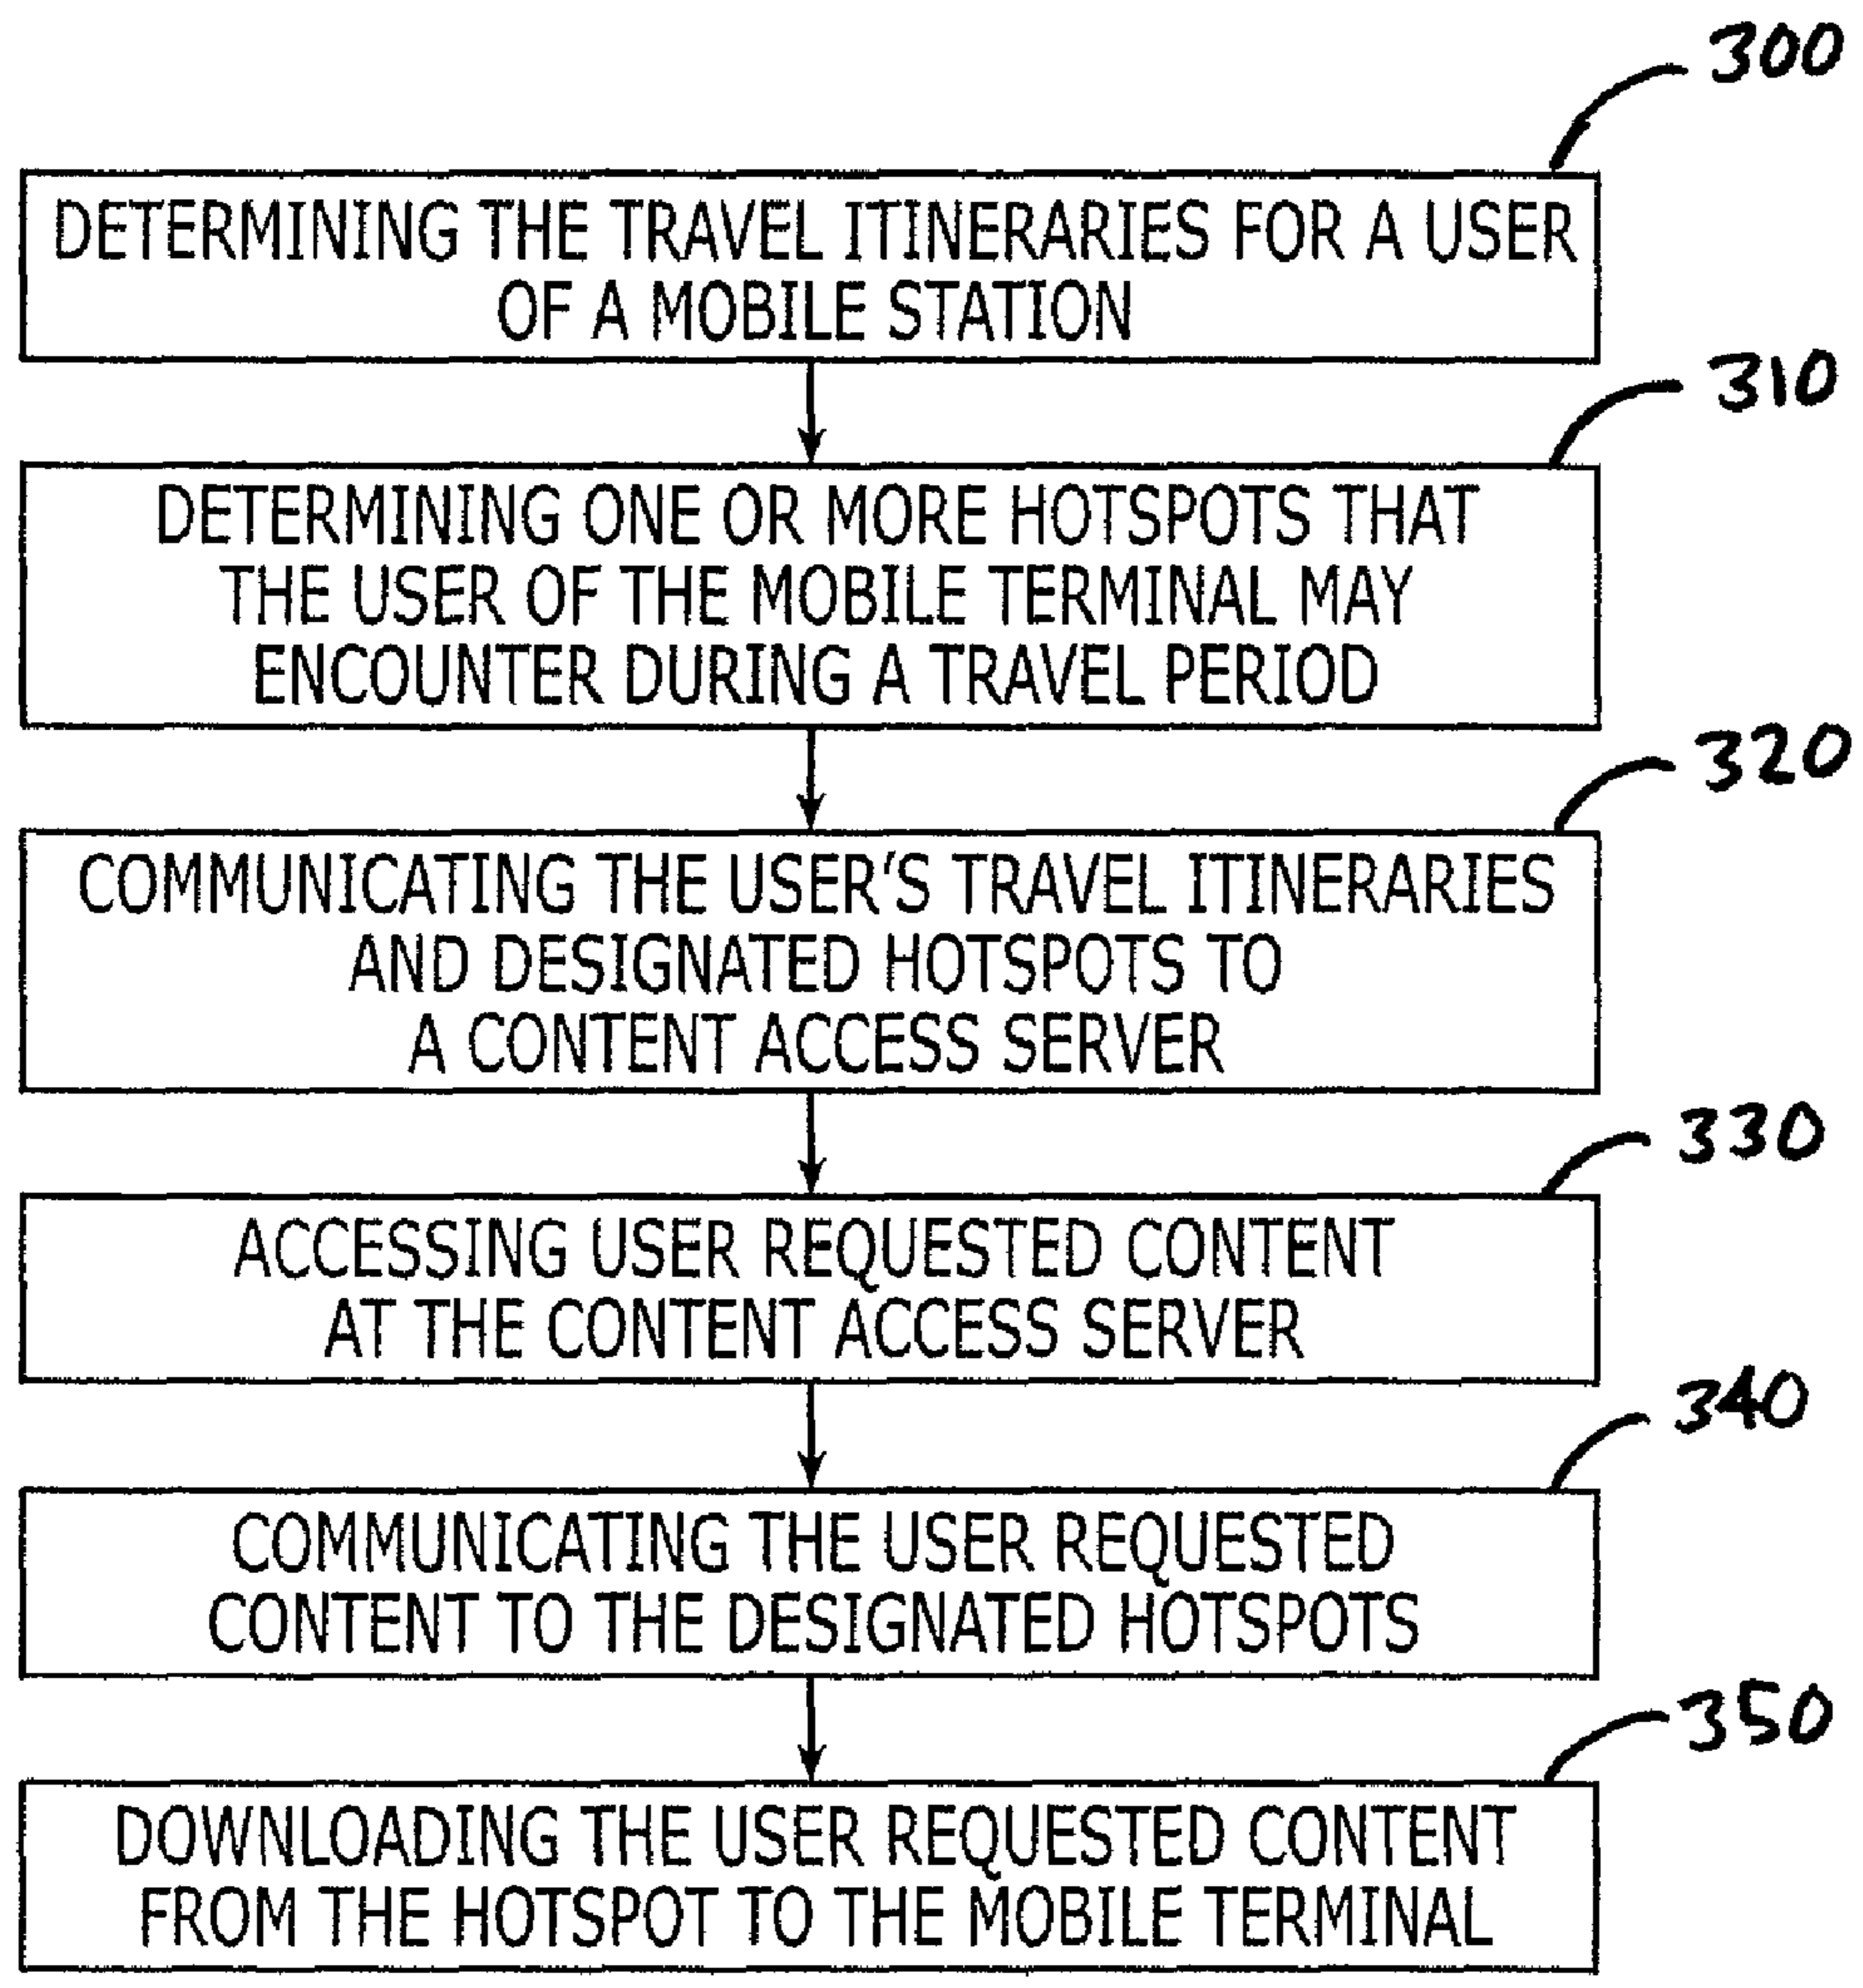 300
DETERMINING THE TRAVEL ITINERARIES FOR A USER
OF A MOBILE STATION
310
DETERMINING ONE OR MORE HOTSPOTS THAT
THE USER OF THE MOBILE TERMINAL MAY
ENCOUNTER DURING A TRAVEL PERIOD
320
COMMUNICATING THE USER'S TRAVEL ITINERARIES
AND DESIGNATED HOTSPOTS TO
A CONTENT ACCESS SERVER
330
ACCESSING USER REQUESTED CONTENT
AT THE CONTENT ACCESS SERVER
340
COMMUNICATING THE USER REQUESTED
CONTENT TO THE DESIGNATED HOTSPOTS
350
DOWNLOADING THE USER REQUESTED CONTENT
FROM THE HOTSPOT TO THE MOBILE TERMINAL